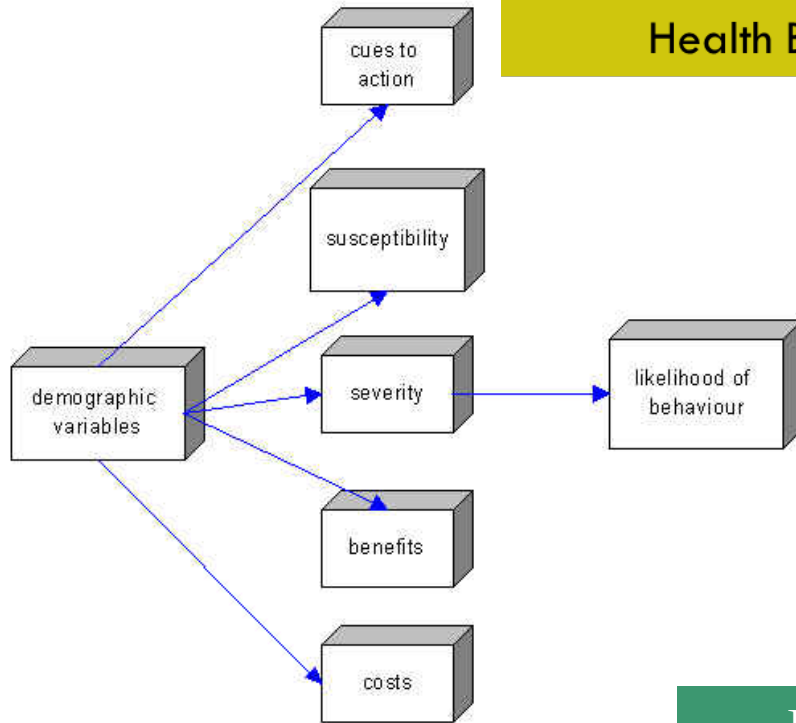 Health
cues to
action
susceptibility
demographic
variables
severity
likelihood of
behaviour
benefits
costs